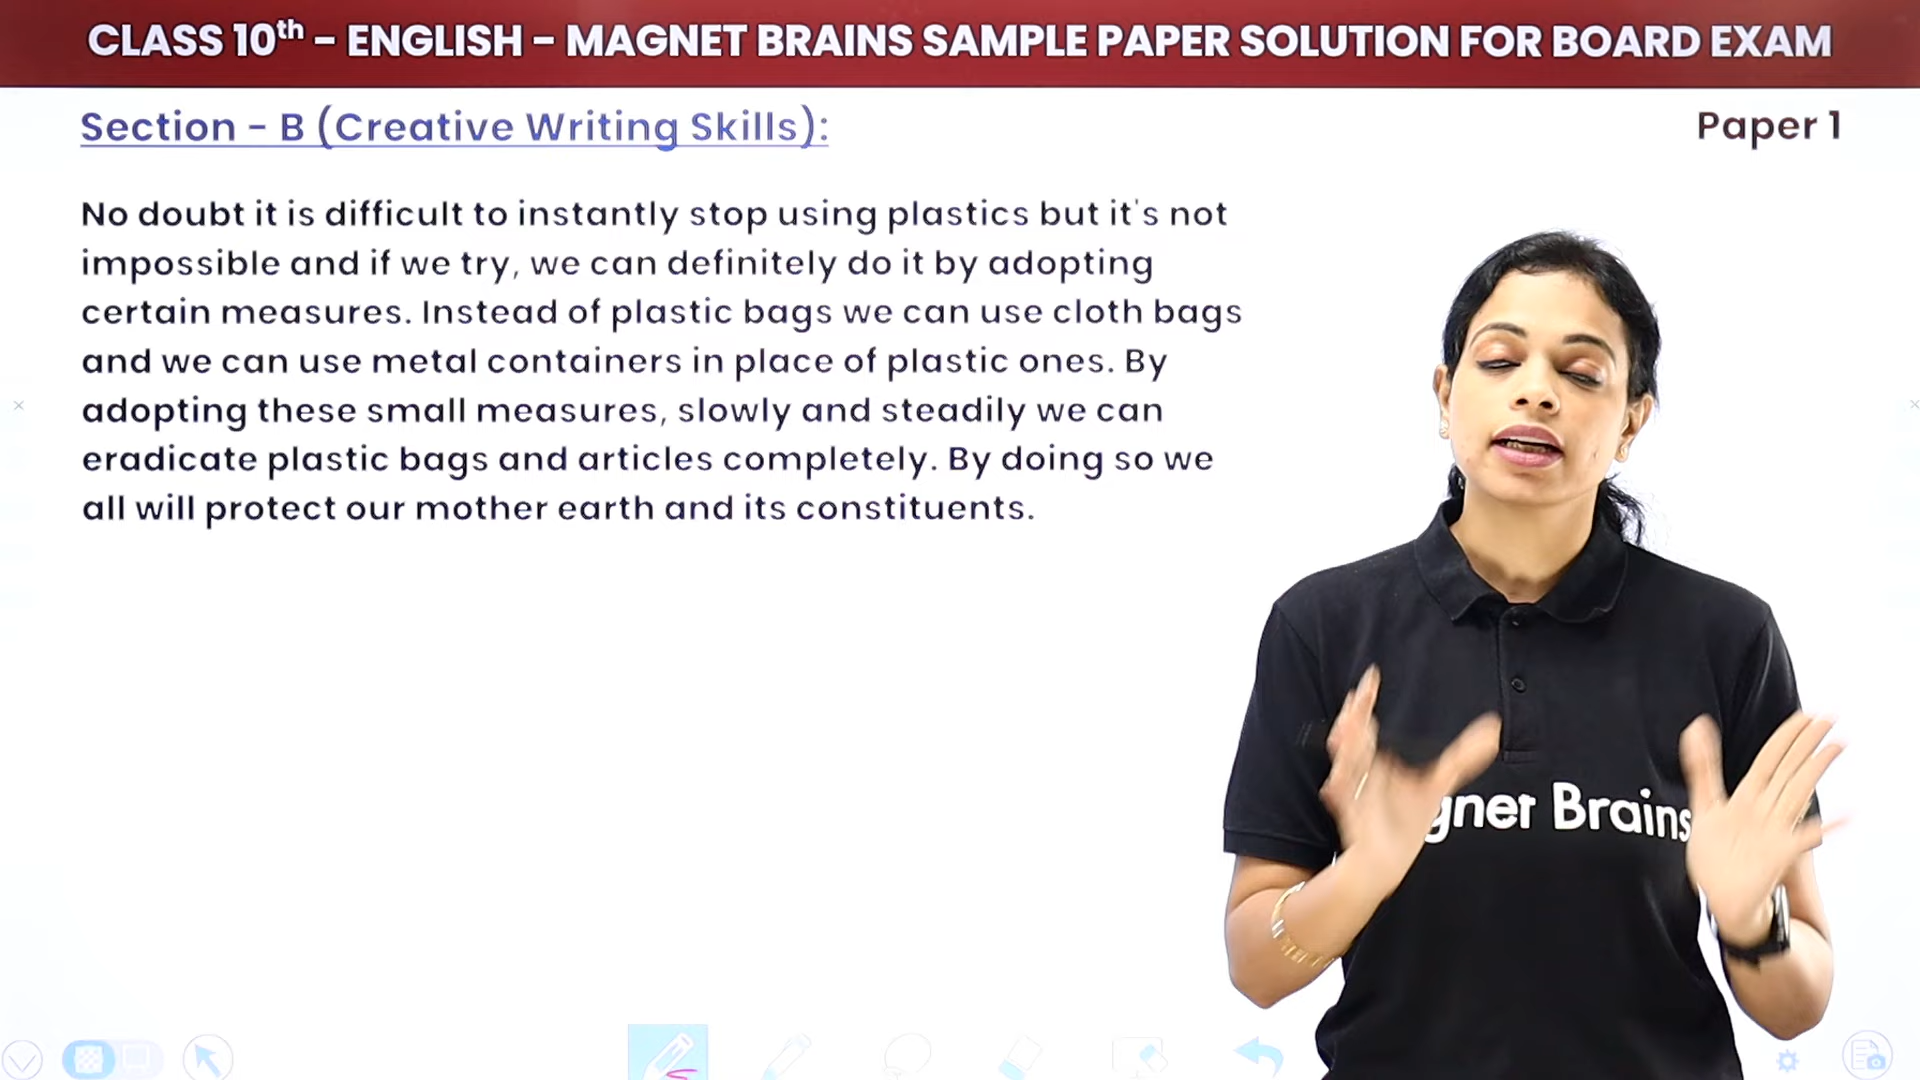 CLASS 10th - ENGLISH - MAGNET BRAINS SAMPLE PAPER SOLUTION FOR BOARD EXAM
Section - B (Creative Writing Skills):
Paper 1
No doubt it is difficult to instantly stop using plastics but it's not
impossible and if we try, we can definitely do it by adopting
certain measures. Instead of plastic bags we can use cloth bags
and we can use metal containers in place of plastic ones. By
adopting these small measures, slowly and steadily we can
eradicate plastic bags and articles completely. By doing so we
all will protect our mother earth and its constituents.
gnet Brains